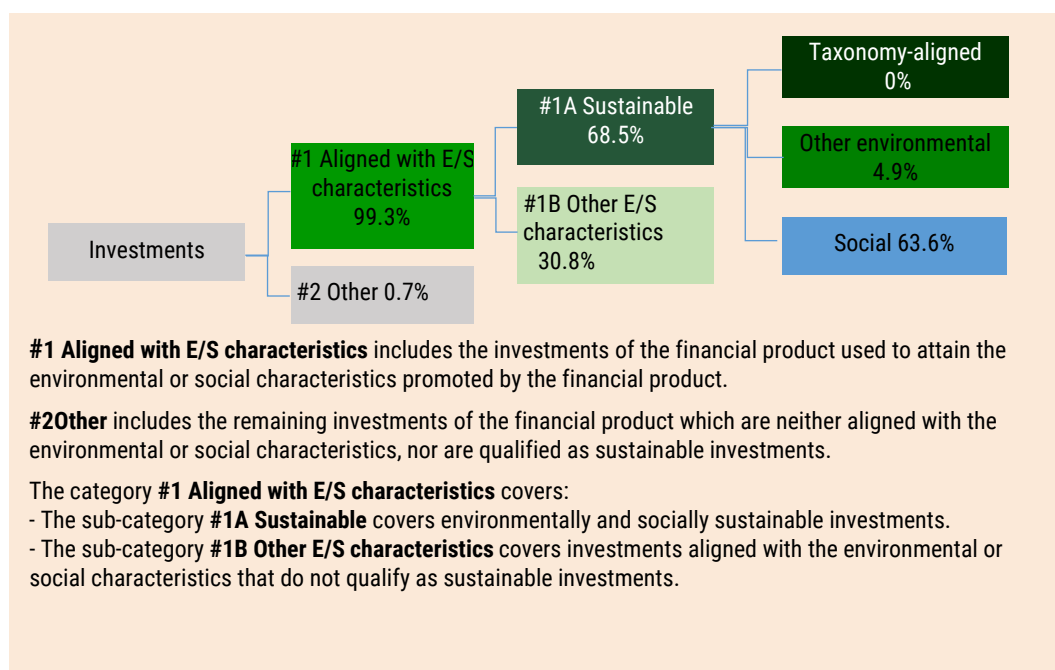 Taxonomy-aligned
0%
#1A Sustainable
68.5%
Other environmental
4.9%
#1 Aligned with E/S
characteristics
99.3%
#1B Other E/S
characteristics
30.8%
Investments
Social 63.6%
#2 Other 0.7%
#1 Aligned with E/S characteristics includes the investments of the financial product used to attain the
environmental or social characteristics promoted by the financial product.
#2Other includes the remaining investments of the financial product which are neither aligned with the
environmental or social characteristics, nor are qualified as sustainable investments.
The category #1 Aligned with E/S characteristics covers:
- The sub-category #1A Sustainable covers environmentally and socially sustainable investments.
- The sub-category #1B Other E/S characteristics covers investments aligned with the environmental or
social characteristics that do not qualify as sustainable investments.